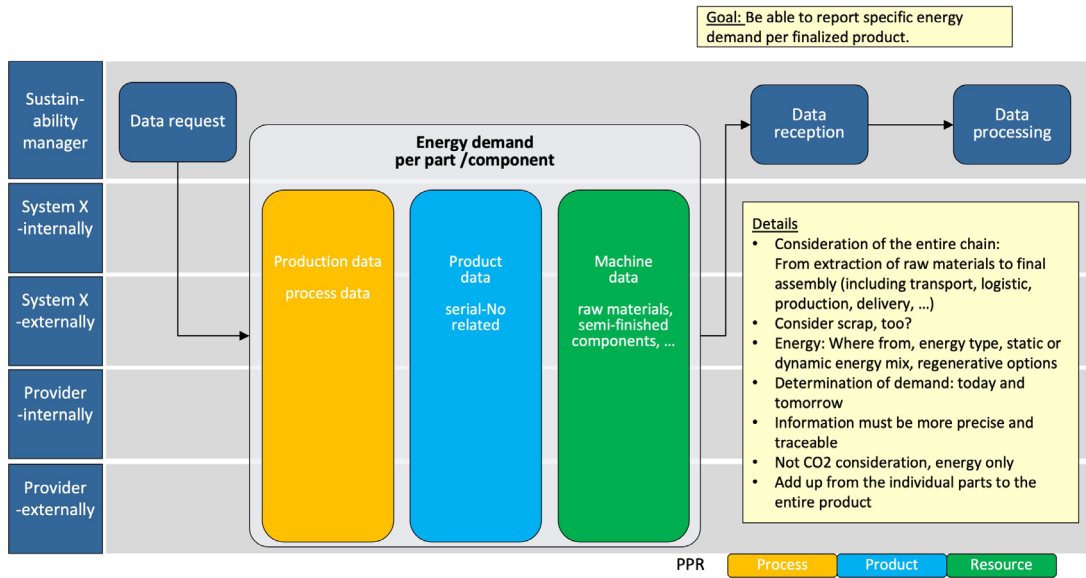 Goal: Be able to report specific energy
demand per finalized product.
Sustain-
ability
manager
Data request
Energy demand
per part /component
Data
reception
Data
processing
System X
-internally
System X
-externally
Provider
-internally
Provider
-externally
Production data
process data
Product
data
serial-No
related
Machine
data
raw materials,
semi-finished
components, ...
Details
• Consideration of the entire chain:
From extraction of raw materials to final
assembly (including transport, logistic,
production, delivery, ...)
• Consider scrap, too?
• Energy: Where from, energy type, static or
dynamic energy mix, regenerative options
• Determination of demand: today and
tomorrow
• Information must be more precise and
traceable
• Not CO2 consideration, energy only
• Add up from the individual parts to the
entire product
PPR
Process
Product
Resource